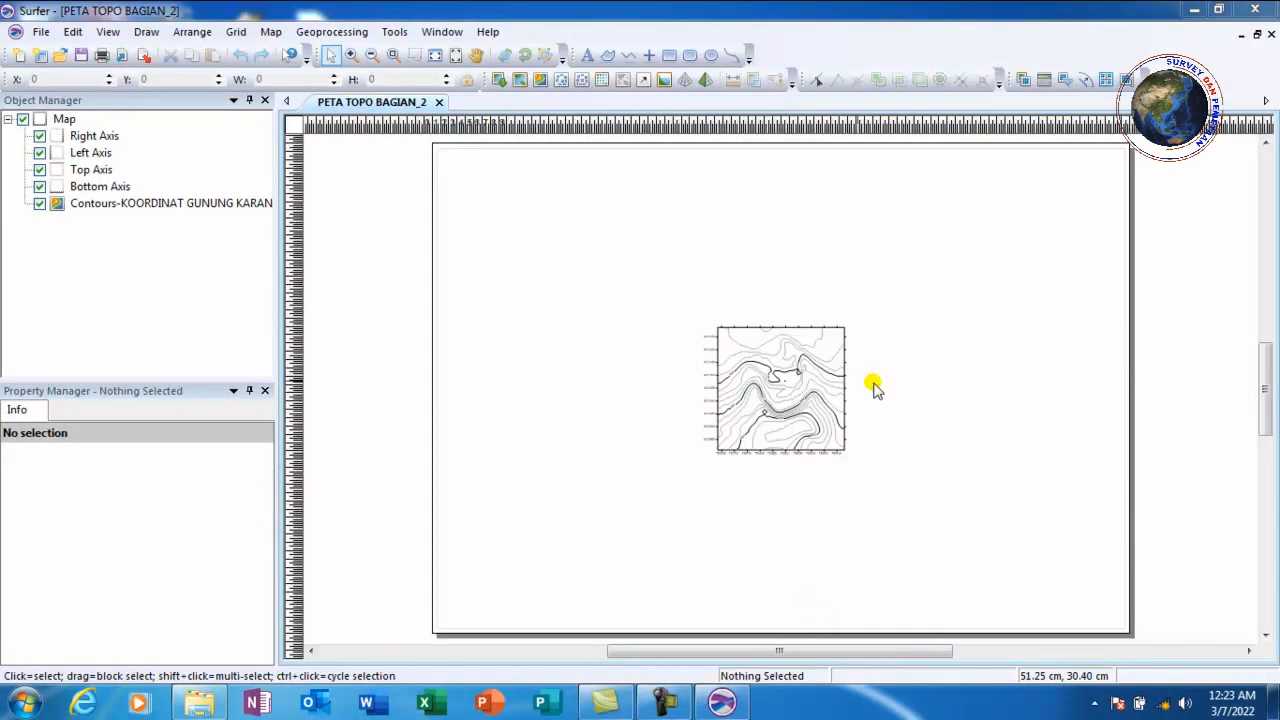 Surfer - [PETA TOPO BAGIAN_2]
File Edit View Draw Arrange Grid Map Geoprocessing Tools Window Help
X: 0 Y: 0 W: 0 H: 0
SURVEY DAN PEMETAAN
Object Manager
PETA TOPO BAGIAN_2
Map
Right Axis
Left Axis
Top Axis
Bottom Axis
Contours-KOORDINAT GUNUNG KARAN
Property Manager - Nothing Selected
Info
No selection
Click=select; drag=block select; shift+click=multi-select; ctrl+click=cycle selection
Nothing Selected
51.25 cm, 30.40 cm
12:23 AM
3/7/2022